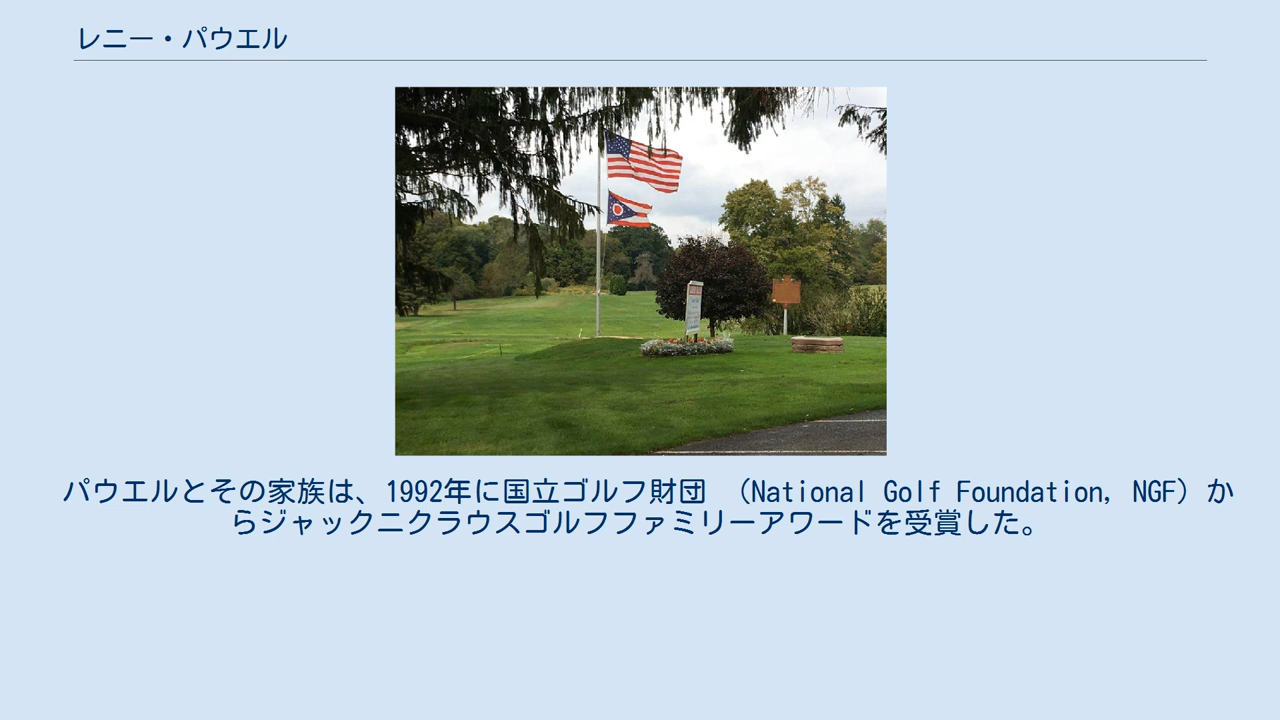 レニー・パウエル
パウエルとその家族は、1992年に国立ゴルフ財団 （National Golf Foundation, NGF）か
らジャックニクラウスゴルフファミリーアワードを受賞した。